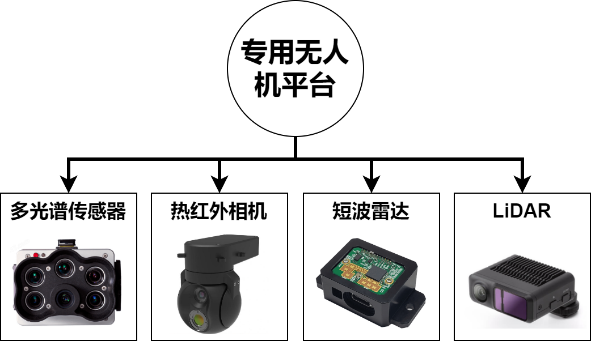 专用无人
机平台
多光谱传感器
热红外相机
短波雷达
LiDAR